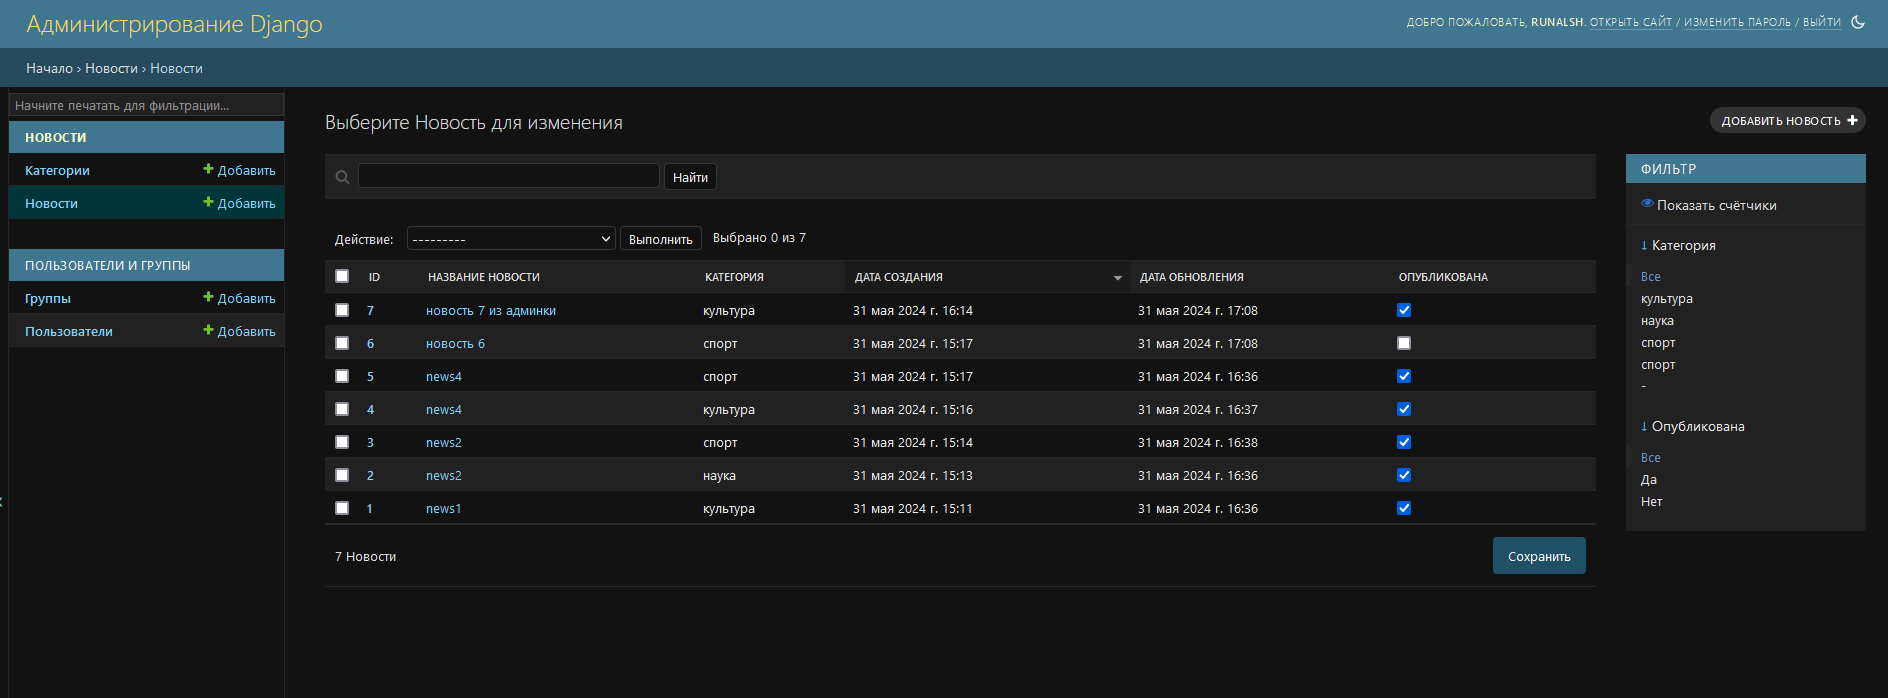 Администрирование Django
ДОБРО ПОЖАЛОВАТЬ, RUNALSH. ОТКРЫТЬ САЙТ / ИЗМЕНИТЬ ПАРОЛЬ / ВЫЙТИ
Начало › Новости › Новости
Начните печатать для фильтрации...
НОВОСТИ
Категории Добавить
Новости Добавить
ПОЛЬЗОВАТЕЛИ И ГРУППЫ
Группы Добавить
Пользователи Добавить
Выберите Новость для изменения
ДОБАВИТЬ НОВОСТЬ
Найти
Действие: --------- Выполнить Выбрано 0 из 7
ID НАЗВАНИЕ НОВОСТИ КАТЕГОРИЯ ДАТА СОЗДАНИЯ ДАТА ОБНОВЛЕНИЯ ОПУБЛИКОВАНА
7 новость 7 из админки культура 31 мая 2024 г. 16:14 31 мая 2024 г. 17:08
6 новость 6 спорт 31 мая 2024 г. 15:17 31 мая 2024 г. 17:08
5 news4 спорт 31 мая 2024 г. 15:17 31 мая 2024 г. 16:36
4 news4 культура 31 мая 2024 г. 15:16 31 мая 2024 г. 16:37
3 news2 спорт 31 мая 2024 г. 15:14 31 мая 2024 г. 16:38
2 news2 наука 31 мая 2024 г. 15:13 31 мая 2024 г. 16:36
1 news1 культура 31 мая 2024 г. 15:11 31 мая 2024 г. 16:36
7 Новости
Сохранить
ФИЛЬТР
Показать счётчики
↓ Категория
Все
культура
наука
спорт
спорт
-
↓ Опубликована
Все
Да
Нет